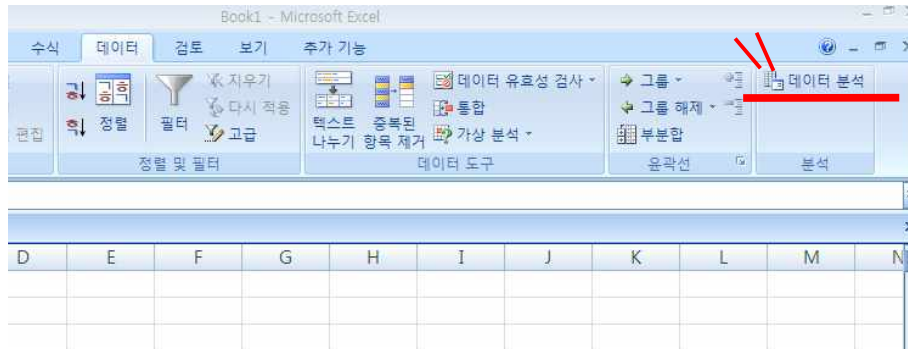 Book1 - Microsoft Excel
수식 데이터 검토 보기 추가 기능
공 공흑 지우기 데이터 유효성 검사 그룹 데이터 분석
다시 적용 통합 그룹 해제
편집 흑 정렬 필터 고급 텍스트 나누기 중복된 항목 제거 가상 분석 부분합
정렬 및 필터 데이터 도구 윤곽선 분석
D E F G H I J K L M N